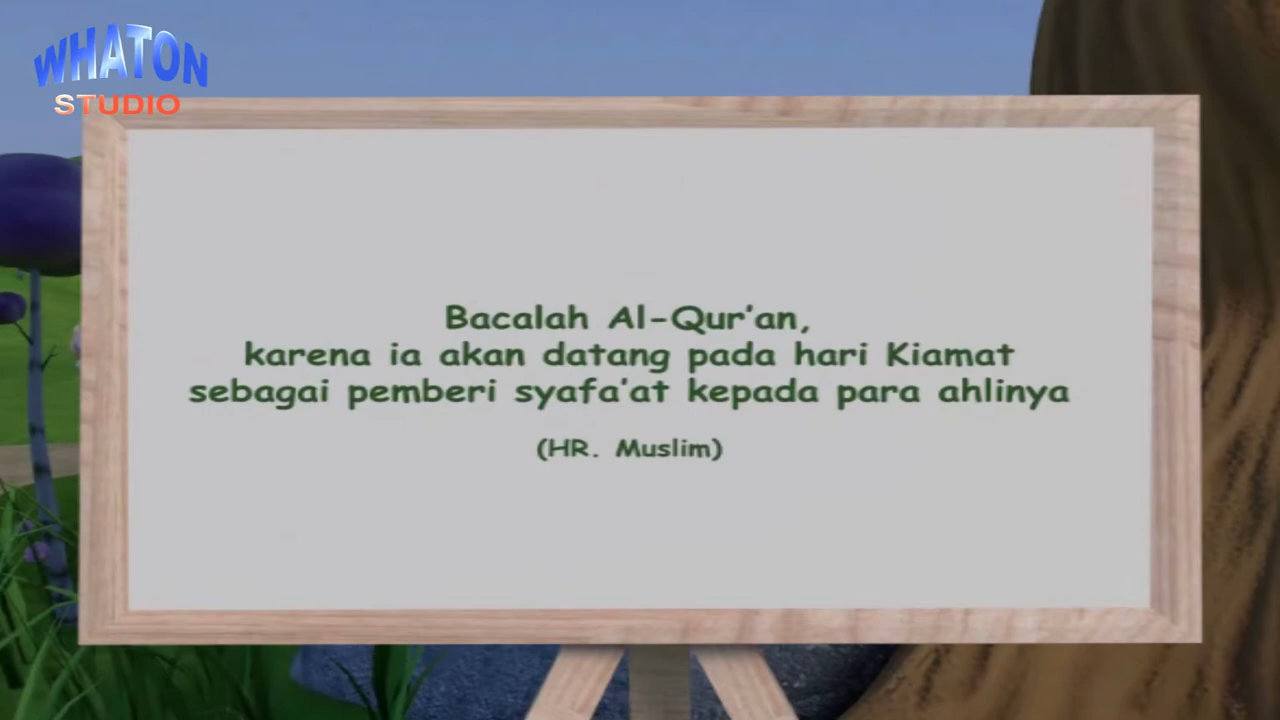 WHATON
STUDIO
Bacalah Al-Qur'an,
karena ia akan datang pada hari Kiamat
sebagai pemberi syafa'at kepada para ahlinya
(HR. Muslim)